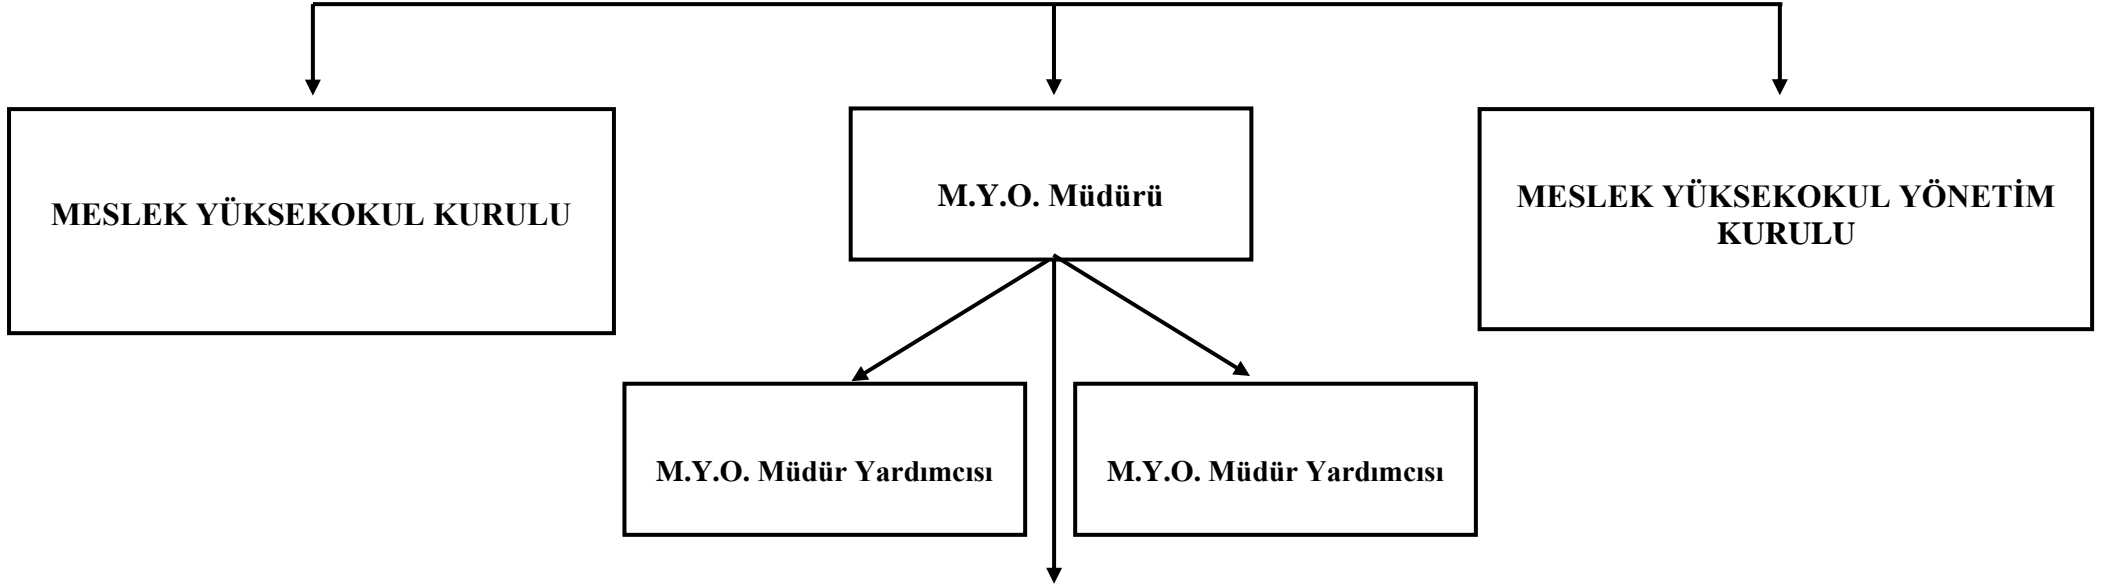 MESLEK YÜKSEKOKUL KURULU
M.Y.O. Müdürü
MESLEK YÜKSEKOKUL YÖNETİM
KURULU
M.Y.O. Müdür Yardımcısı
M.Y.O. Müdür Yardımcısı